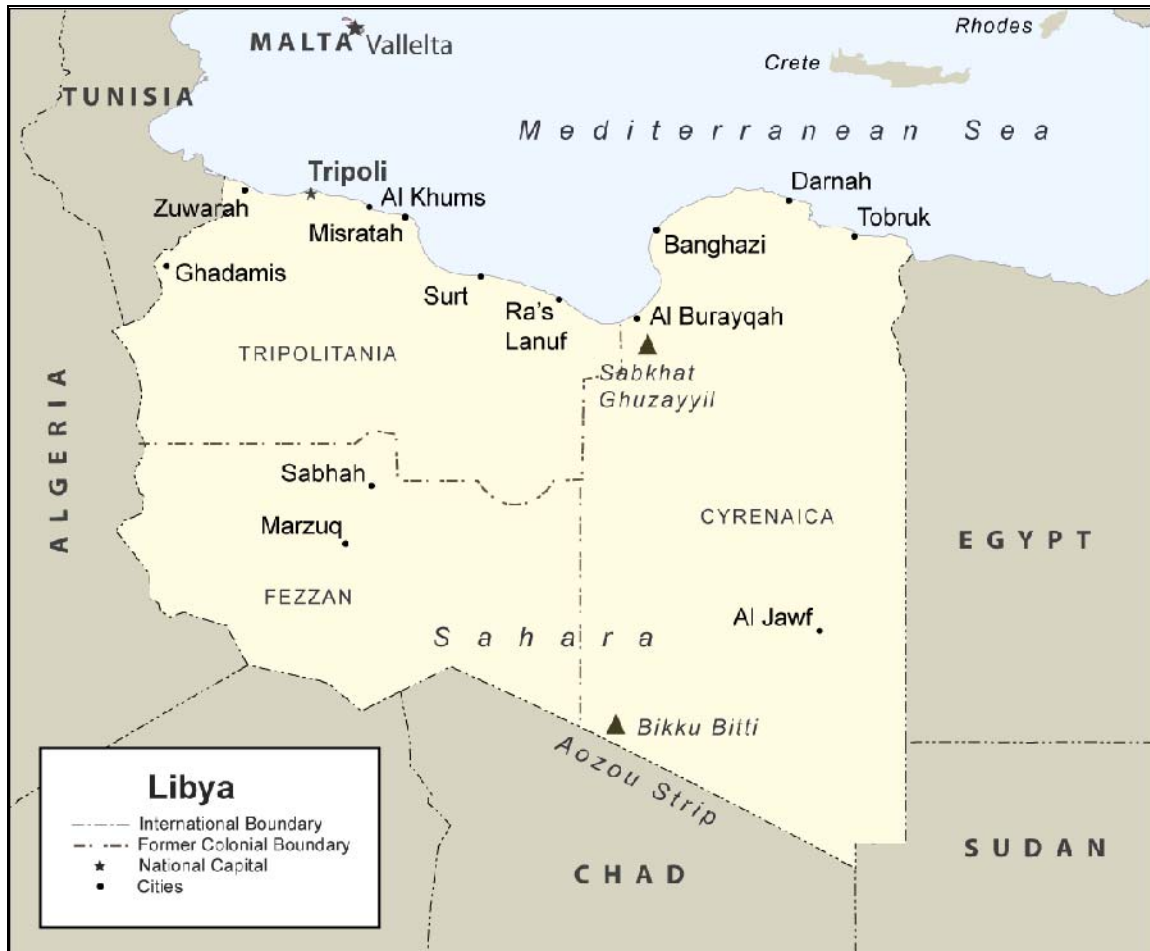 MALTA
Vallelta
Rhodes
Crete
TUNISIA
Mediterranean Sea
Tripoli
Darnah
Zuwarah
Al Khums
Tobruk
Misratah
Banghazi
Ghadamis
Surt
Ra's
Lanuf
Al Burayqah
TRIPOLITANIA
Sabkhat
Ghuzayyil
ALGERIA
Sabhah
CYRENAICA
Marzuq
EGYPT
FEZZAN
Al Jawf
Sahara
Bikku Bitti
Aozou Strip
Libya
International Boundary
Former Colonial Boundary
National Capital
Cities
CHAD
SUDAN